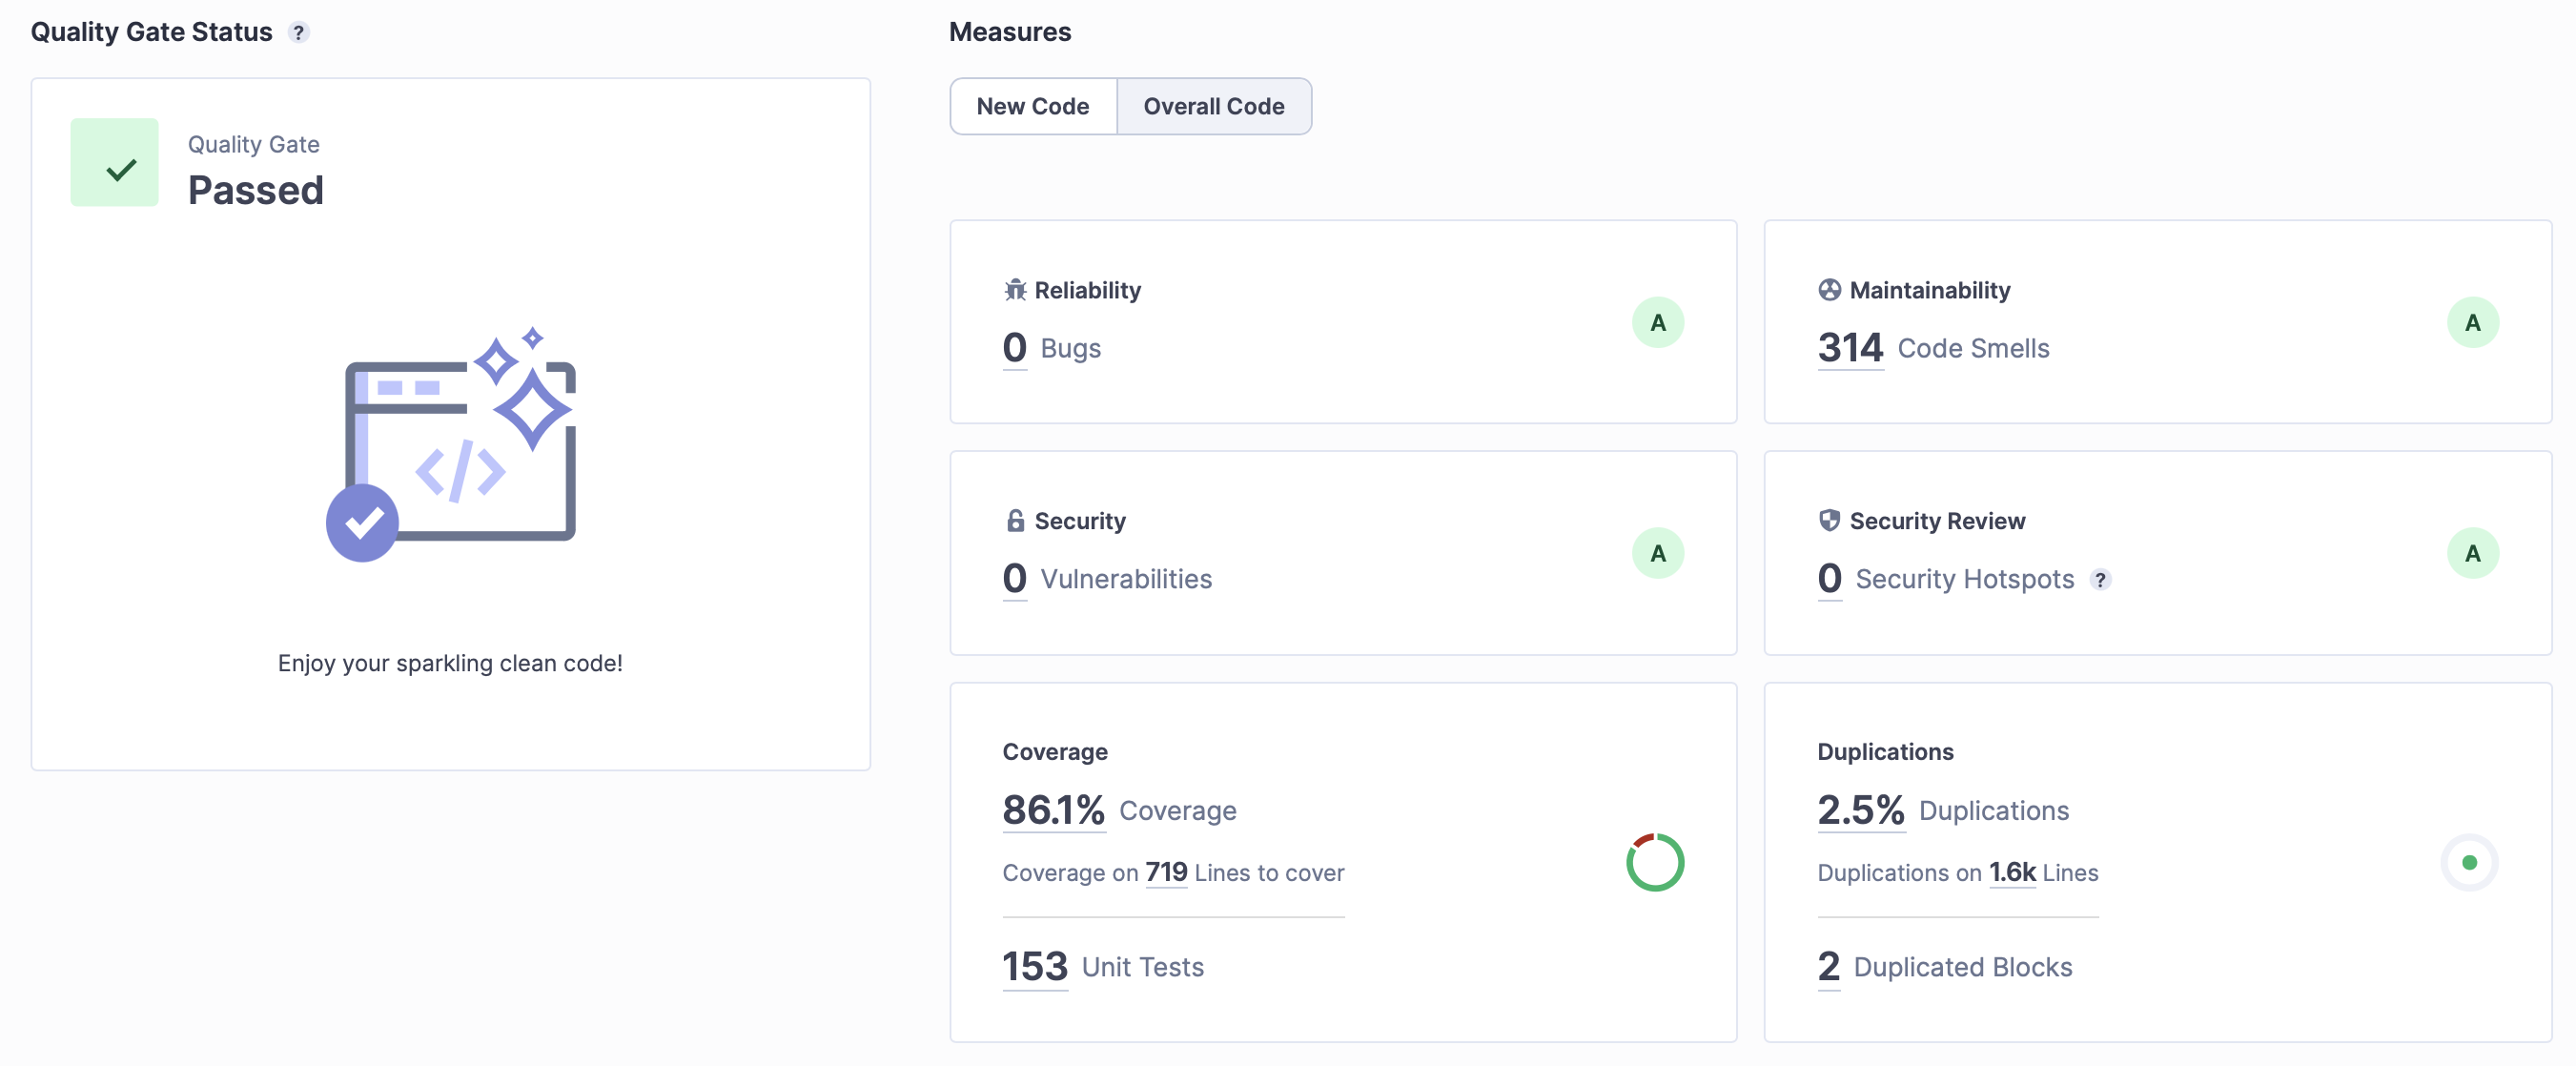 Quality Gate Status ?
Quality Gate
Passed
</>
Enjoy your sparkling clean code!
Measures
New Code
Overall Code
Reliability
0 Bugs
A
Maintainability
314 Code Smells
A
Security
0 Vulnerabilities
A
Security Review
0 Security Hotspots ?
A
Coverage
86.1% Coverage
Coverage on 719 Lines to cover
153 Unit Tests
Duplications
2.5% Duplications
Duplications on 1.6k Lines
2 Duplicated Blocks